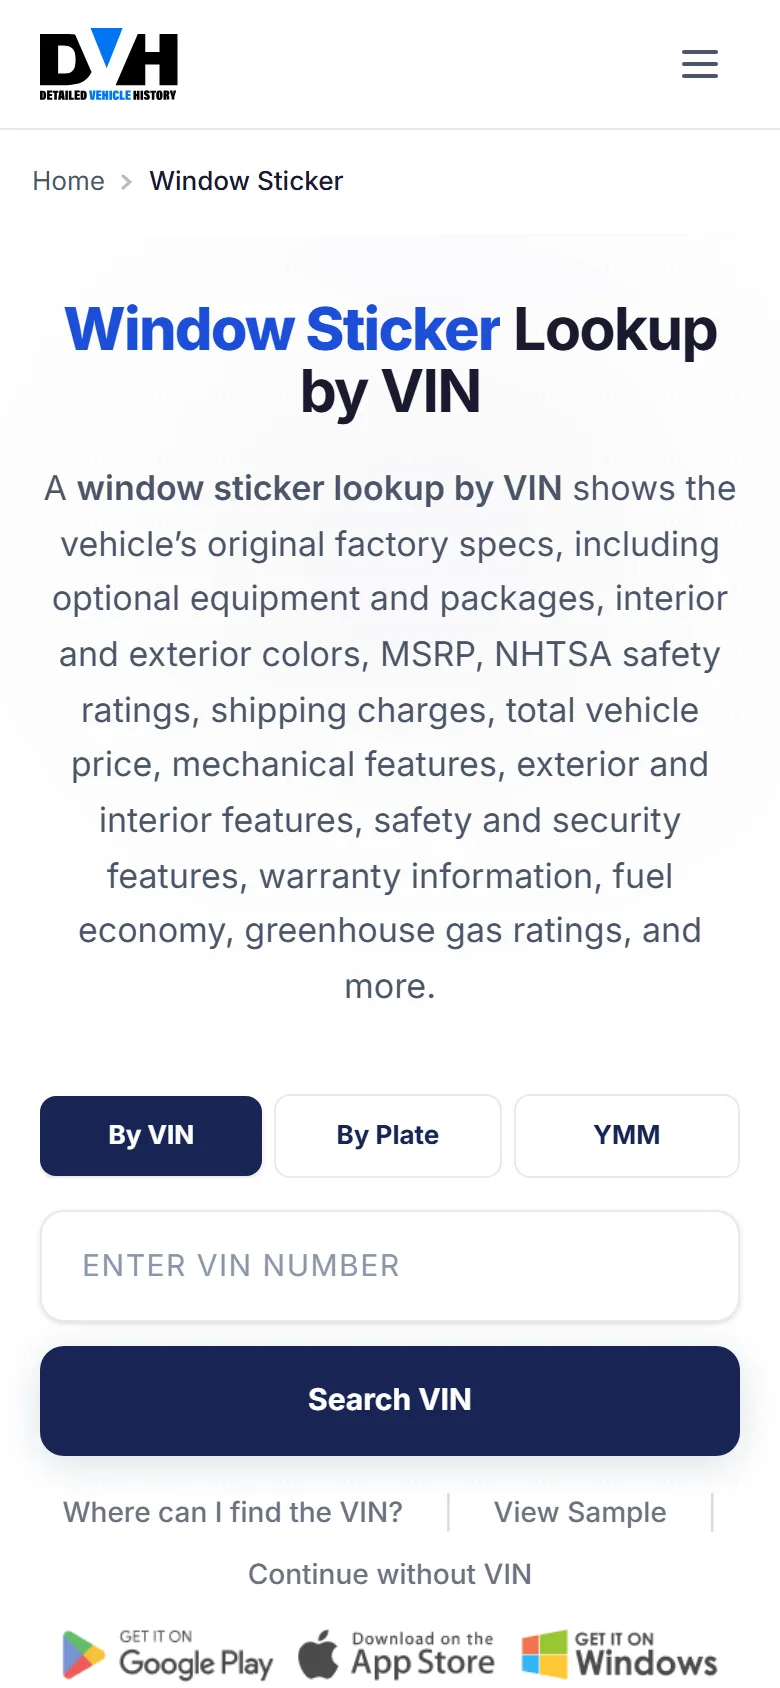 DVH
DETAILED VEHICLE HISTORY
Home > Window Sticker
Window Sticker Lookup
by VIN
A window sticker lookup by VIN shows the
vehicle’s original factory specs, including
optional equipment and packages, interior
and exterior colors, MSRP, NHTSA safety
ratings, shipping charges, total vehicle
price, mechanical features, exterior and
interior features, safety and security
features, warranty information, fuel
economy, greenhouse gas ratings, and
more.
By VIN By Plate YMM
ENTER VIN NUMBER
Search VIN
Where can I find the VIN? | View Sample |
Continue without VIN
GET IT ON Google Play
Download on the App Store
GET IT ON Windows